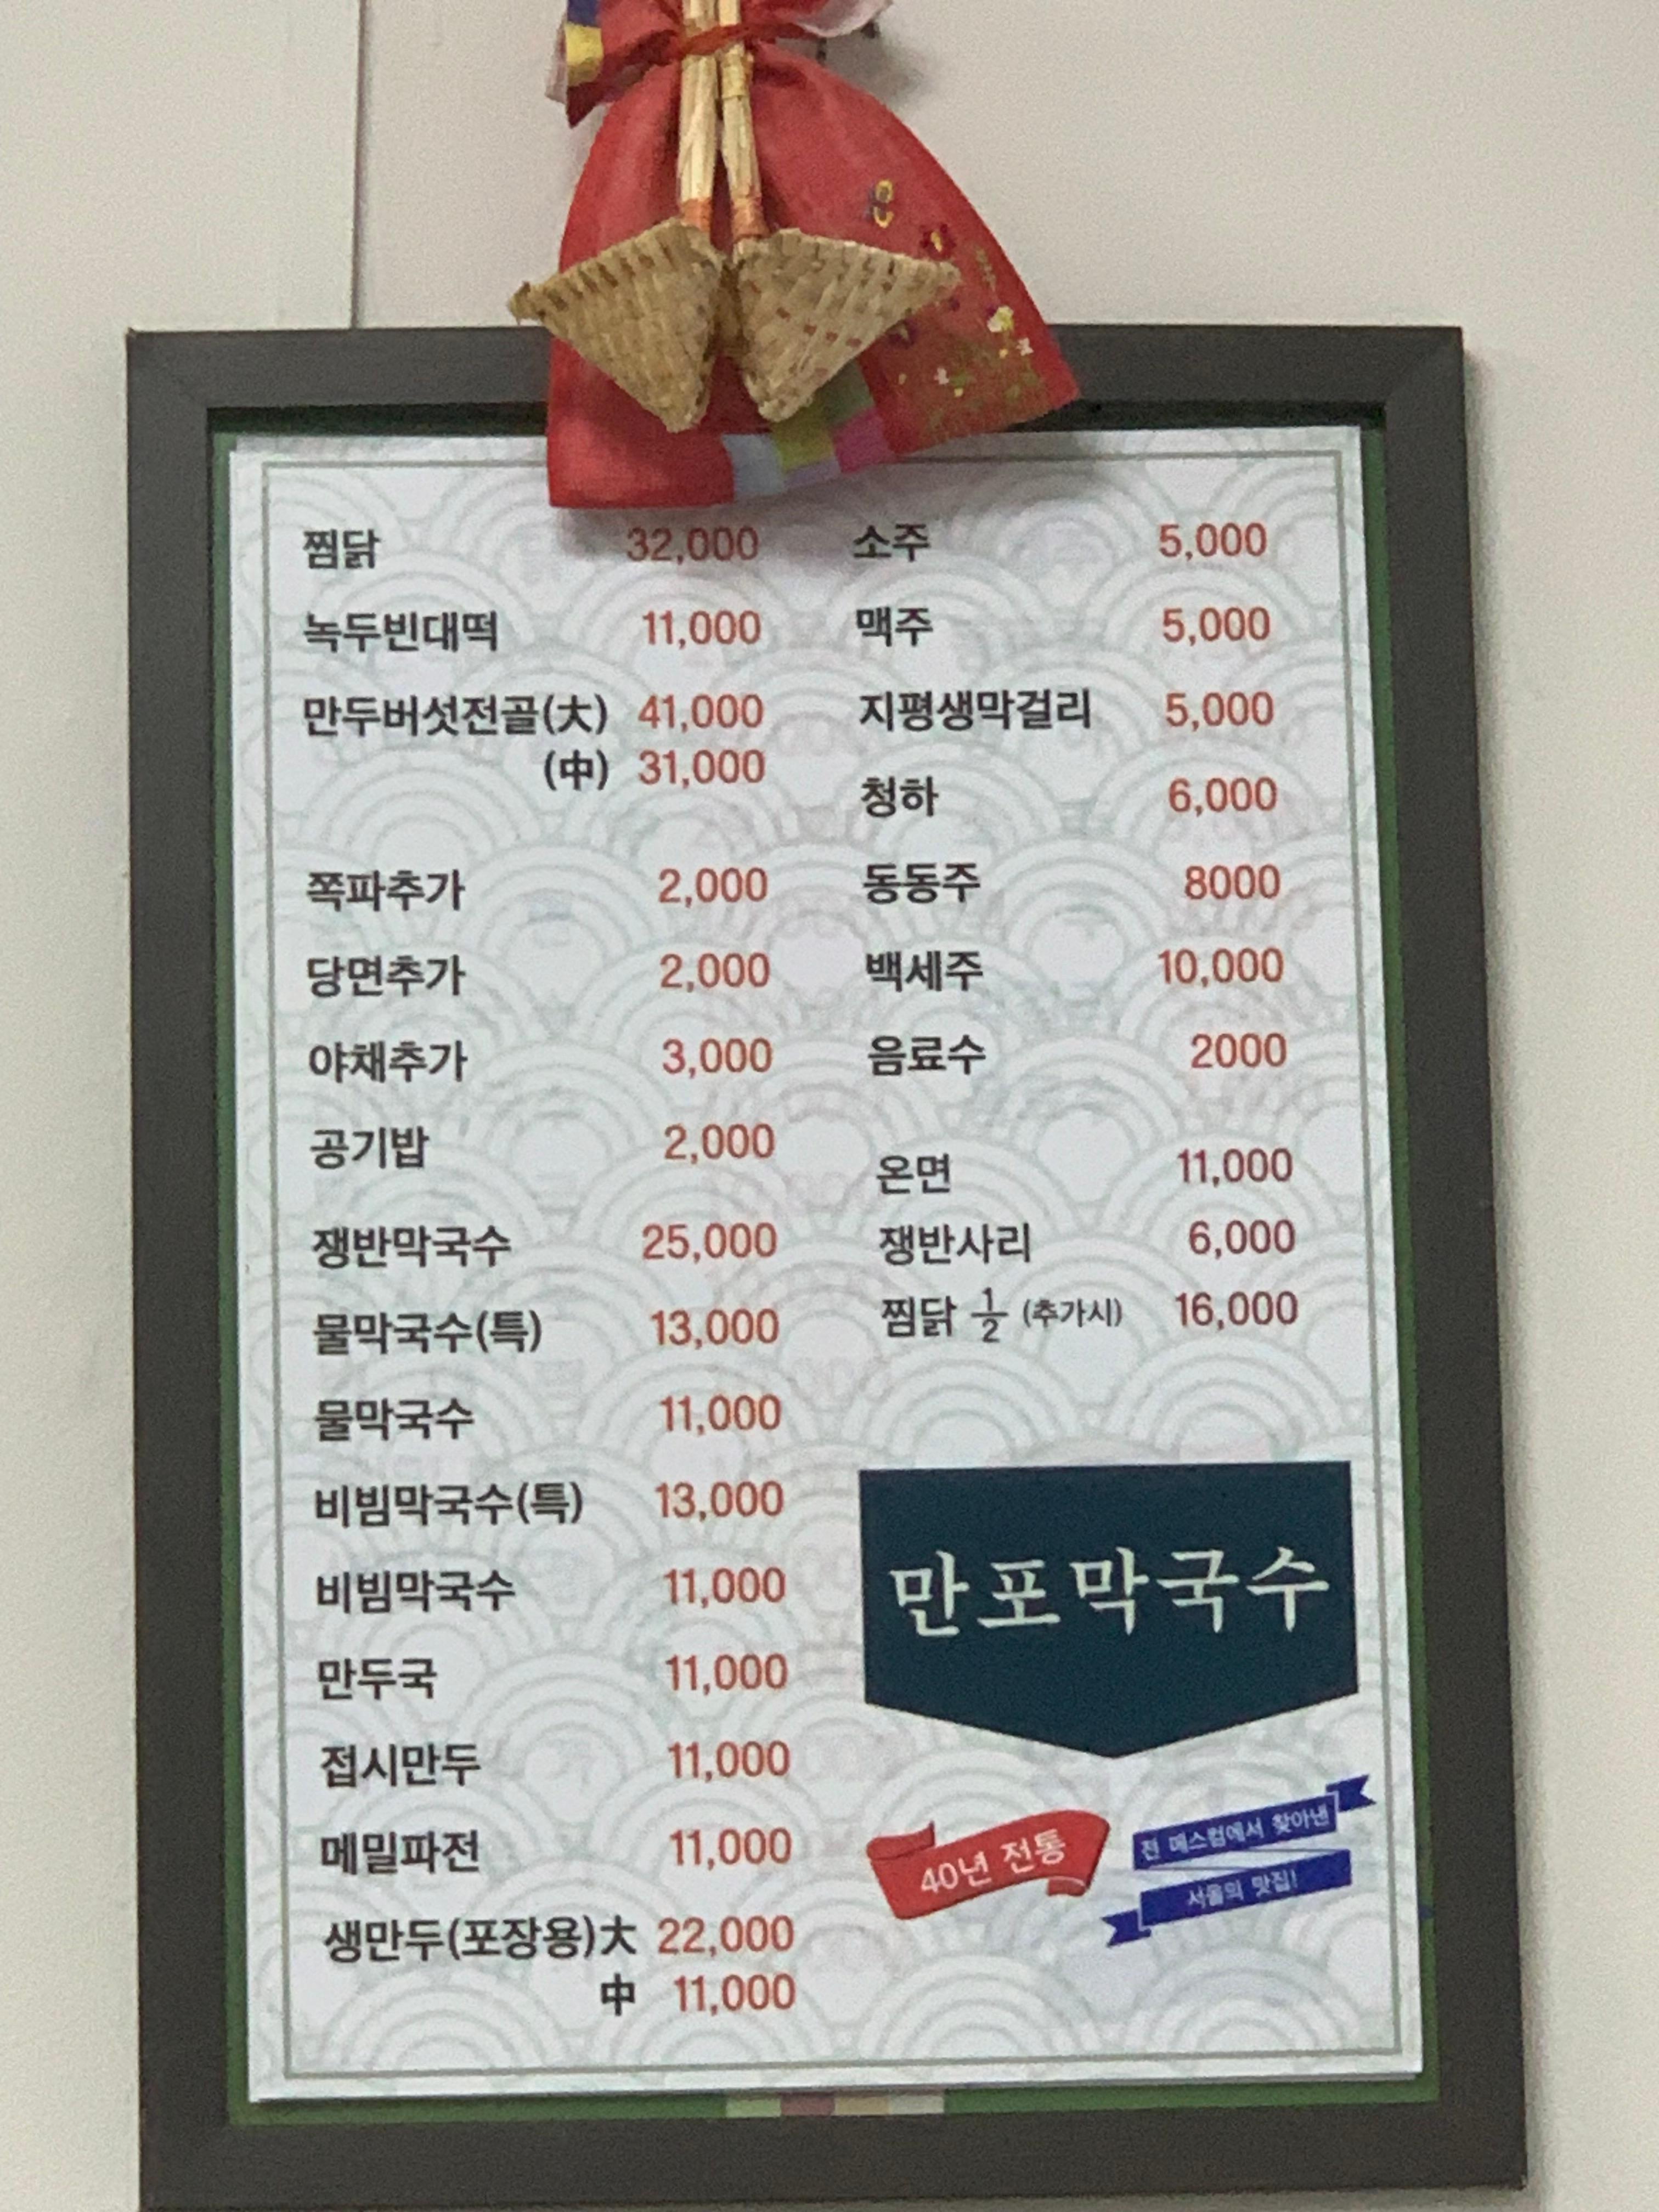 찜닭 32,000
녹두빈대떡 11,000
만두버섯전골(大) 41,000
(中) 31,000
쪽파추가 2,000
당면추가 2,000
야채추가 3,000
공기밥 2,000
쟁반막국수 25,000
물막국수(특) 13,000
물막국수 11,000
비빔막국수(특) 13,000
비빔막국수 11,000
만두국 11,000
접시만두 11,000
메밀파전 11,000
생만두(포장용)大 22,000
中 11,000
소주 5,000
맥주 5,000
지평생막걸리 5,000
청하 6,000
동동주 8000
백세주 10,000
음료수 2000
온면 11,000
쟁반사리 6,000
찜닭 1/2 (추가시) 16,000
만포막국수
40년 전통
전 매스컴에서 찾아낸
서울의 맛집!